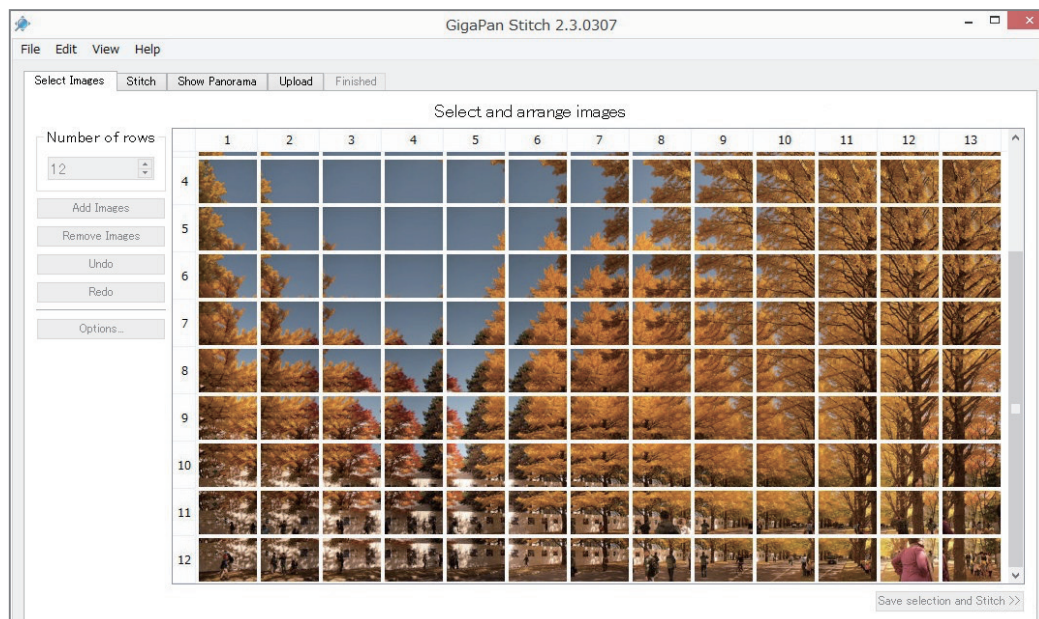 GigaPan Stitch 2.3.0307
File Edit View Help
Select Images Stitch Show Panorama Upload Finished
Select and arrange images
Number of rows
12
Add Images
Remove Images
Undo
Redo
Options...
1 2 3 4 5 6 7 8 9 10 11 12 13
4
5
6
7
8
9
10
11
12
Save selection and Stitch >>